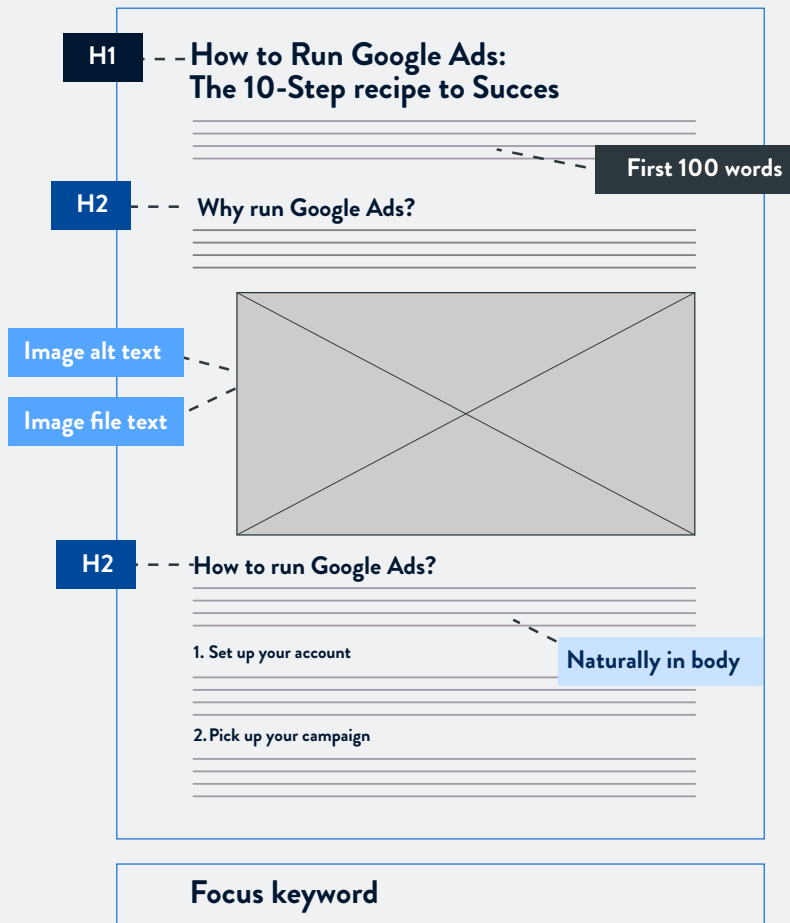 H1
How to Run Google Ads:
The 10-Step recipe to Succes
First 100 words
H2
Why run Google Ads?
Image alt text
Image file text
H2
How to run Google Ads?
1. Set up your account
Naturally in body
2.Pick up your campaign
Focus keyword